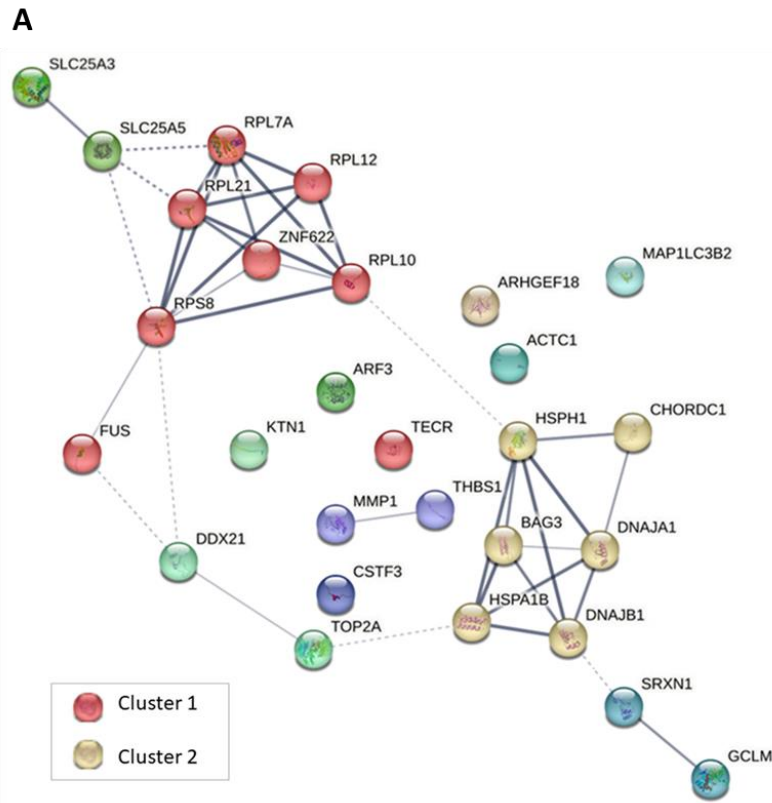 A
SLC25A3
SLC25A5
RPL7A
RPL12
RPL21
ZNF622
RPL10
MAP1LC3B2
ARHGEF18
RPS8
ACTC1
ARF3
HSPH1
CHORDC1
FUS
KTN1
TECR
THBS1
MMP1
BAG3
DNAJA1
DDX21
CSTF3
HSPA1B
DNAJB1
TOP2A
SRXN1
Cluster 1
Cluster 2
GCLM